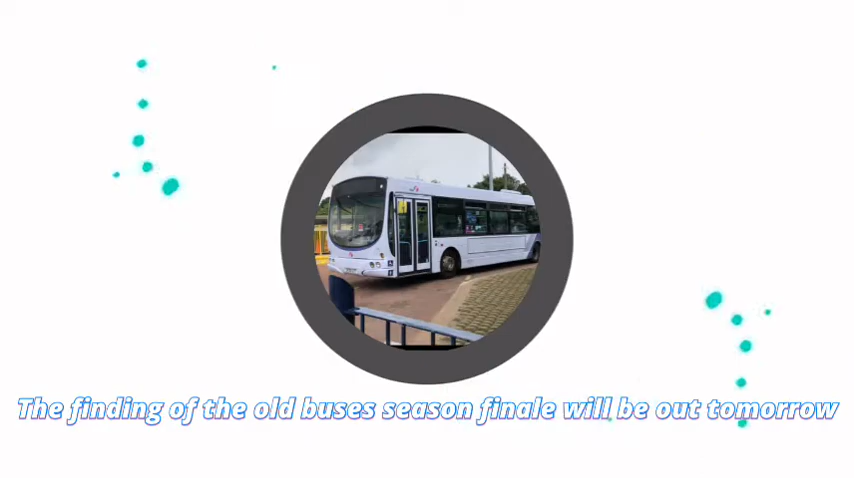 The finding of the old buses season finale will be out tomorrow